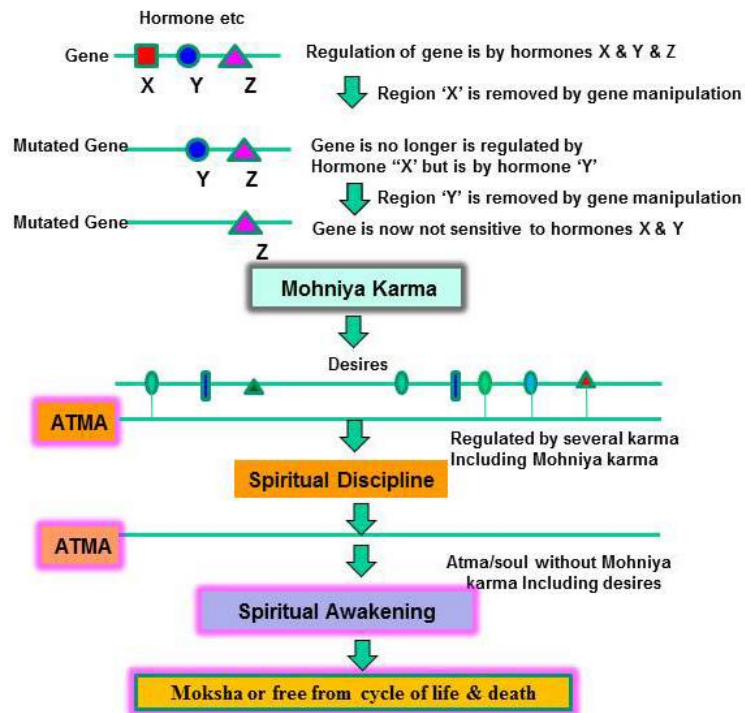 Hormone etc
Gene
X Y Z
Regulation of gene is by hormones X & Y & Z
Region ‘X’ is removed by gene manipulation
Mutated Gene
Y Z
Gene is no longer is regulated by
Hormone “X’ but is by hormone ‘Y’
Region ‘Y’ is removed by gene manipulation
Mutated Gene
Z
Gene is now not sensitive to hormones X & Y
Mohniya Karma
Desires
ATMA
Regulated by several karma
Including Mohniya karma
Spiritual Discipline
ATMA
Atma/soul without Mohniya
karma Including desires
Spiritual Awakening
Moksha or free from cycle of life & death